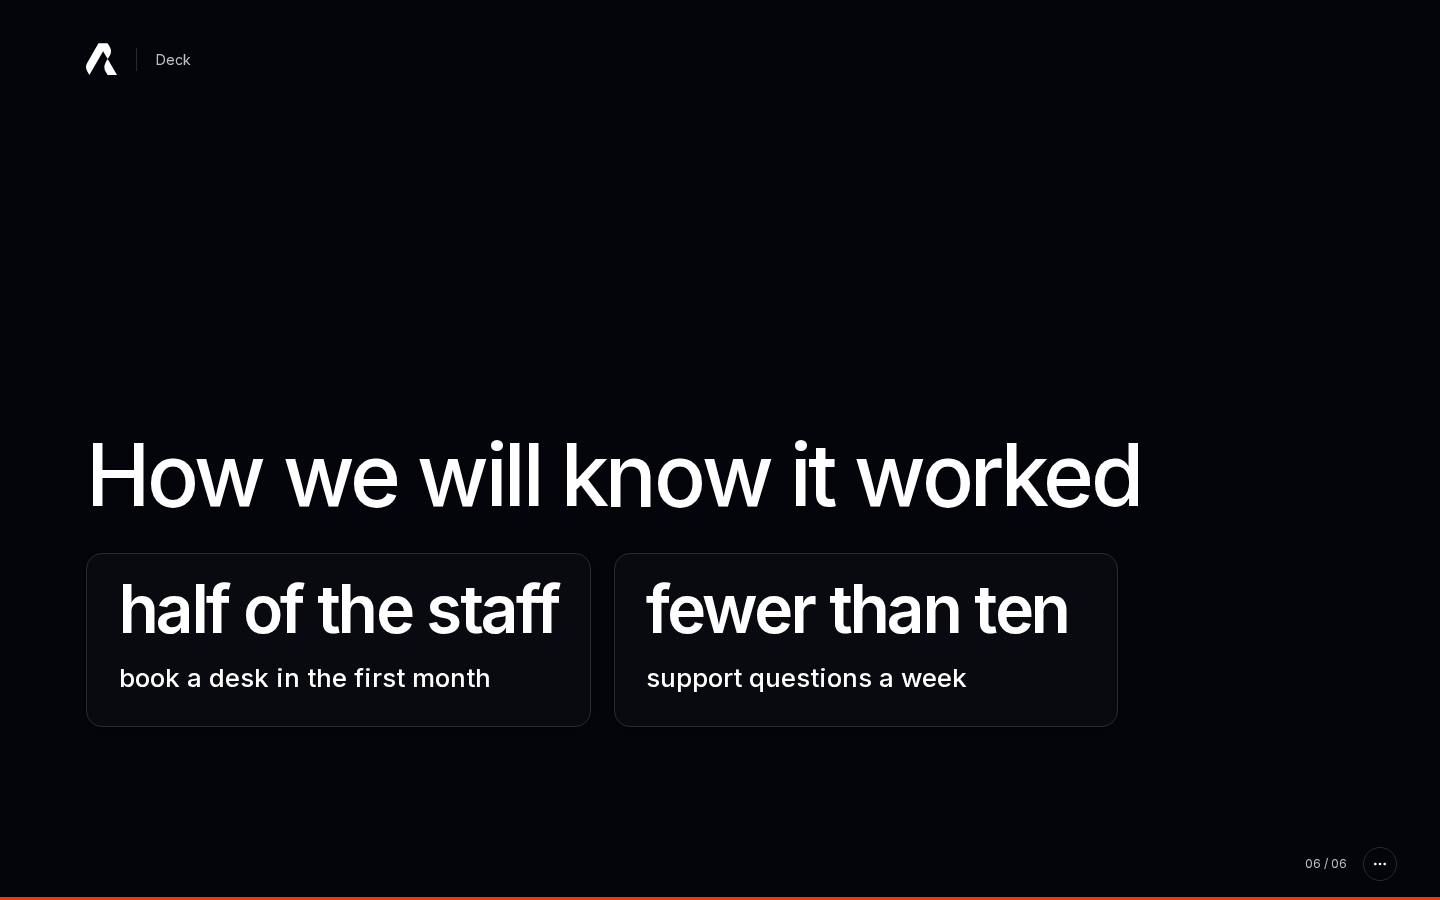 Deck
How we will know it worked
half of the staff
book a desk in the first month
fewer than ten
support questions a week
06 / 06